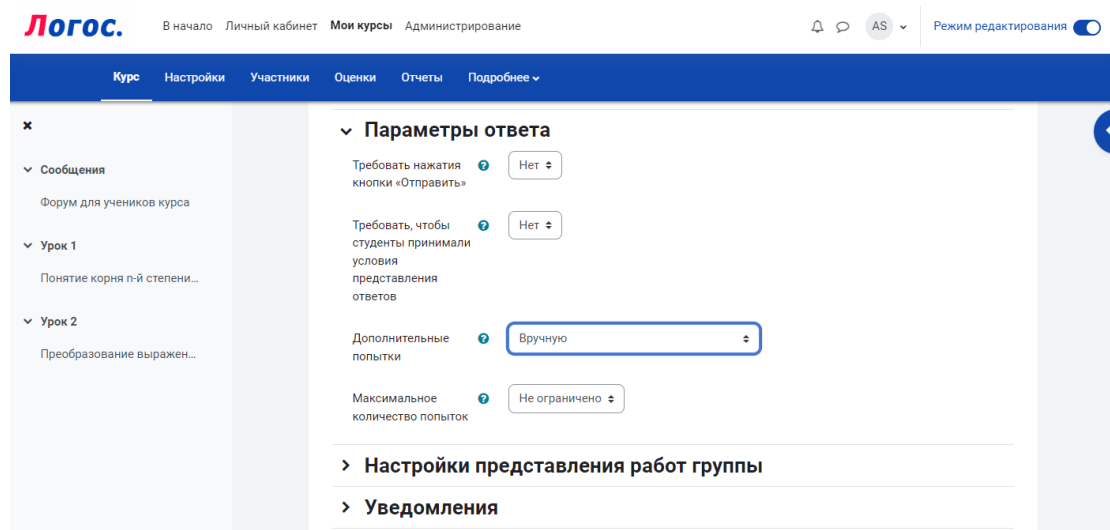 Логос.
В начало Личный кабинет Мои курсы Администрирование
AS
Режим редактирования
Курс Настройки Участники Оценки Отчеты Подробнее
Сообщения
Форум для учеников курса
Урок 1
Понятие корня n-й степени...
Урок 2
Преобразование выражен...
Параметры ответа
Требовать нажатия
кнопки «Отправить»
Нет
Требовать, чтобы
студенты принимали
условия
представления
ответов
Нет
Дополнительные
попытки
Вручную
Максимальное
количество попыток
Не ограничено
Настройки представления работ группы
Уведомления